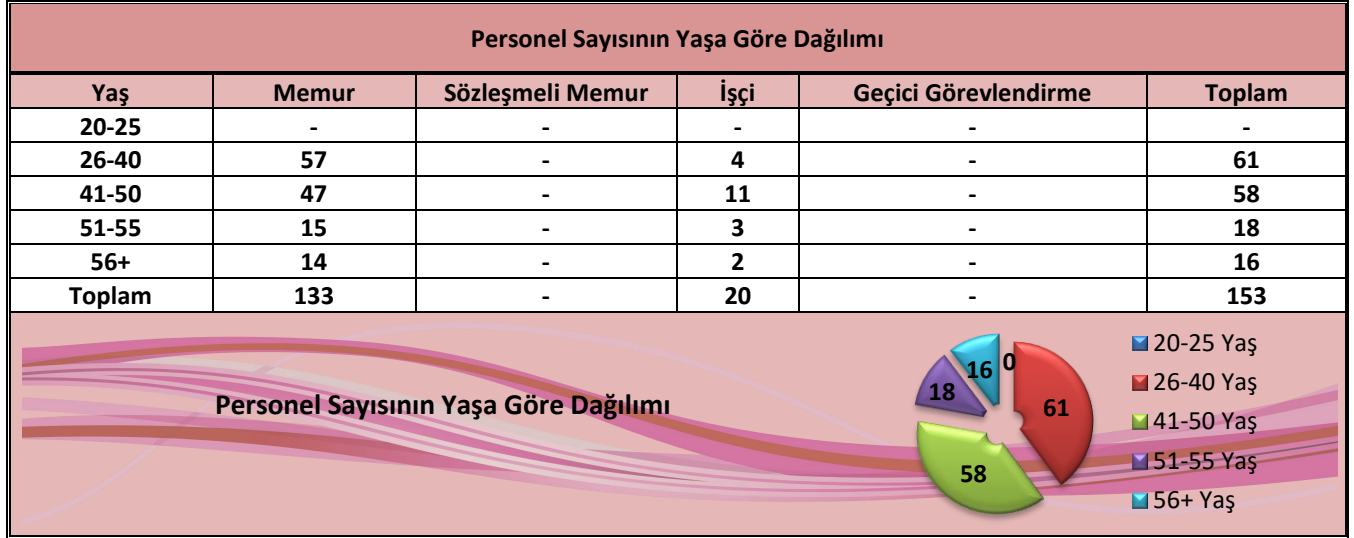 Personel Sayısının Yaşa Göre Dağılımı
Yaş Memur Sözleşmeli Memur İşçi Geçici Görevlendirme Toplam
20-25 - - - - -
26-40 57 - 4 - 61
41-50 47 - 11 - 58
51-55 15 - 3 - 18
56+ 14 - 2 - 16
Toplam 133 - 20 - 153
Personel Sayısının Yaşa Göre Dağılımı
0
61
58
18
16
20-25 Yaş
26-40 Yaş
41-50 Yaş
51-55 Yaş
56+ Yaş